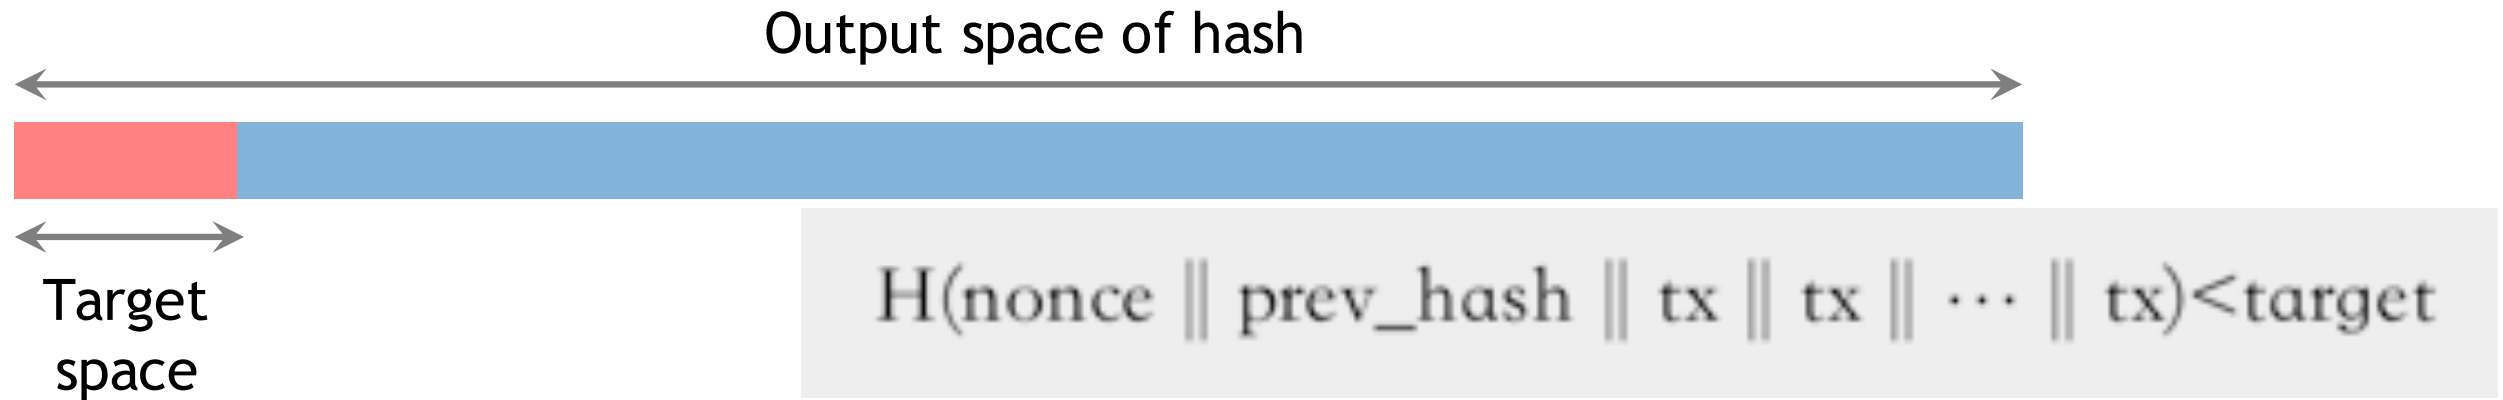 Output space of hash
Target
space
H(nonce || prev_hash || tx || tx || ··· || tx)<target